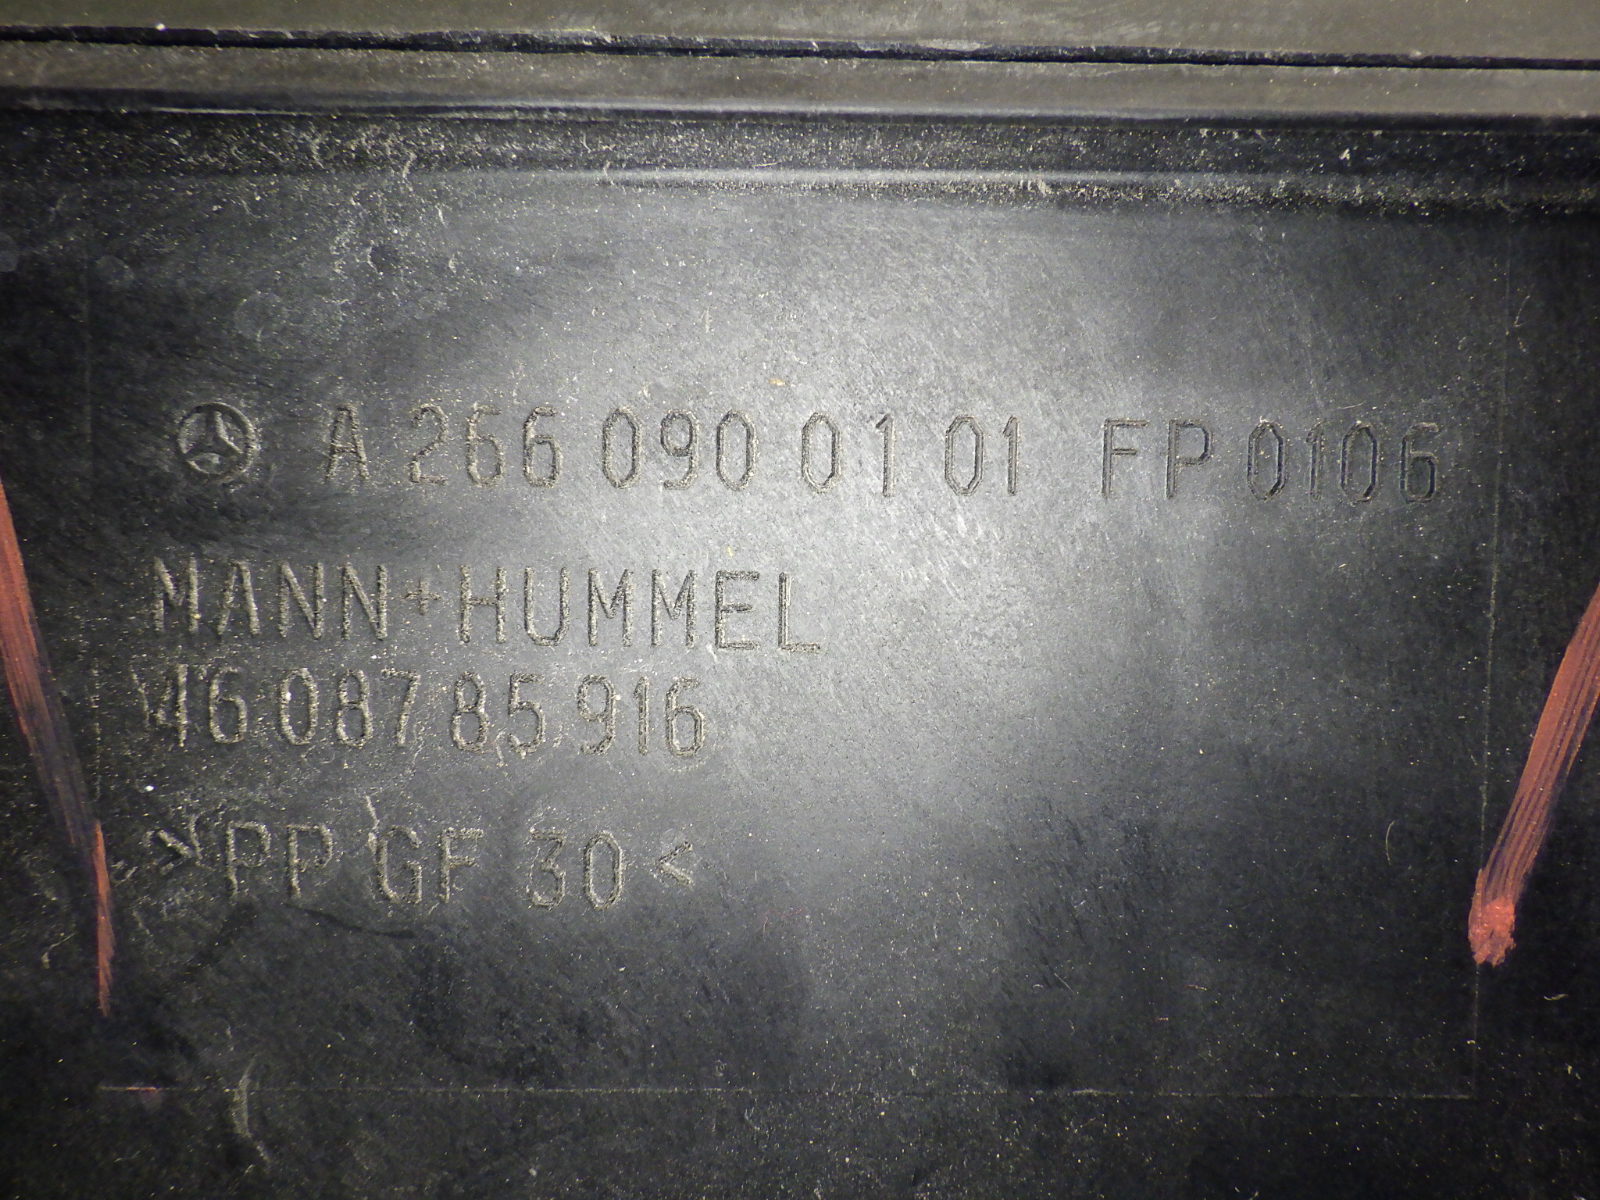 A 266 090 01 01 FP 0106
MANN+HUMMEL
46 087 85 916
>PP GF 30<